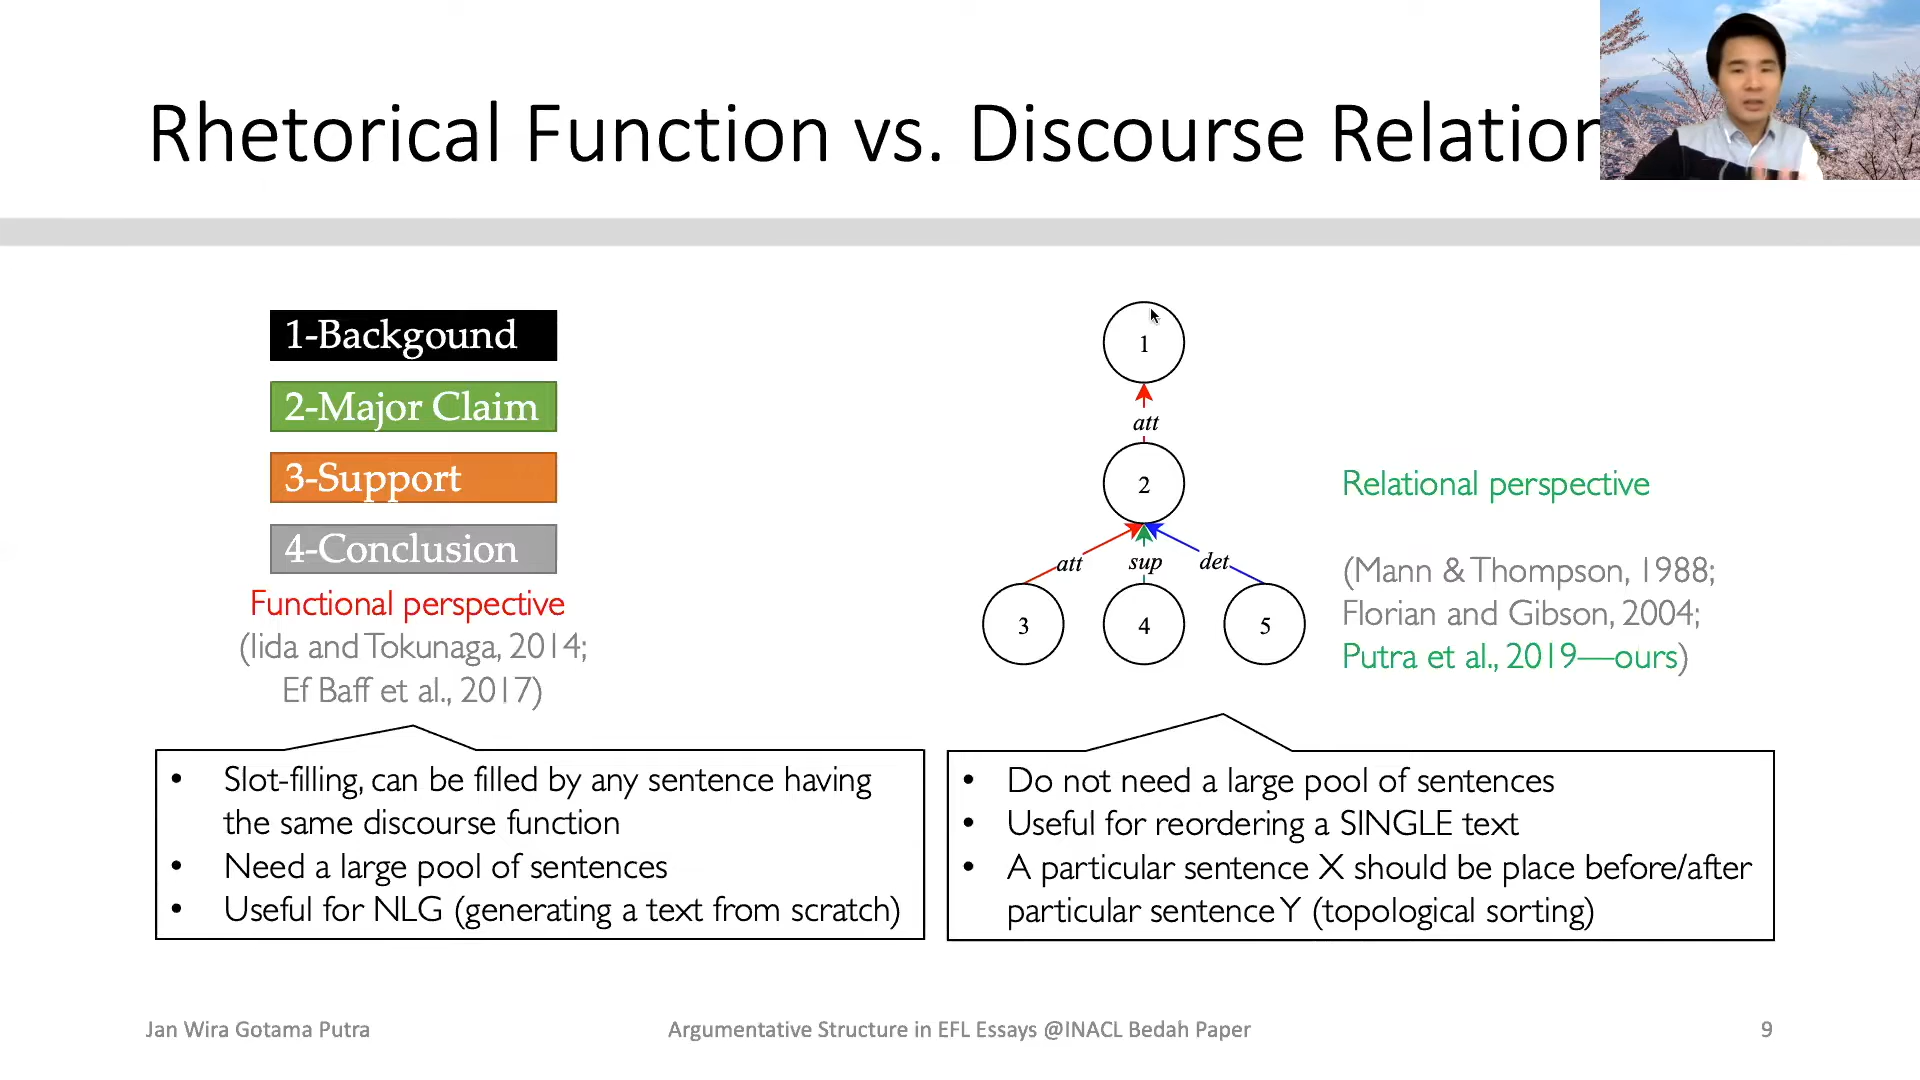 Rhetorical Function vs. Discourse Relation
1-Backgound
2-Major Claim
3-Support
4-Conclusion
Functional perspective
(Iida and Tokunaga, 2014;
Ef Baff et al., 2017)
1
att
2
att
sup
det
3
4
5
Relational perspective
(Mann & Thompson, 1988;
Florian and Gibson, 2004;
Putra et al., 2019—ours)
• Slot-filling, can be filled by any sentence having
the same discourse function
• Need a large pool of sentences
• Useful for NLG (generating a text from scratch)
• Do not need a large pool of sentences
• Useful for reordering a SINGLE text
• A particular sentence X should be place before/after
particular sentence Y (topological sorting)
Jan Wira Gotama Putra
Argumentative Structure in EFL Essays @INACL Bedah Paper
9